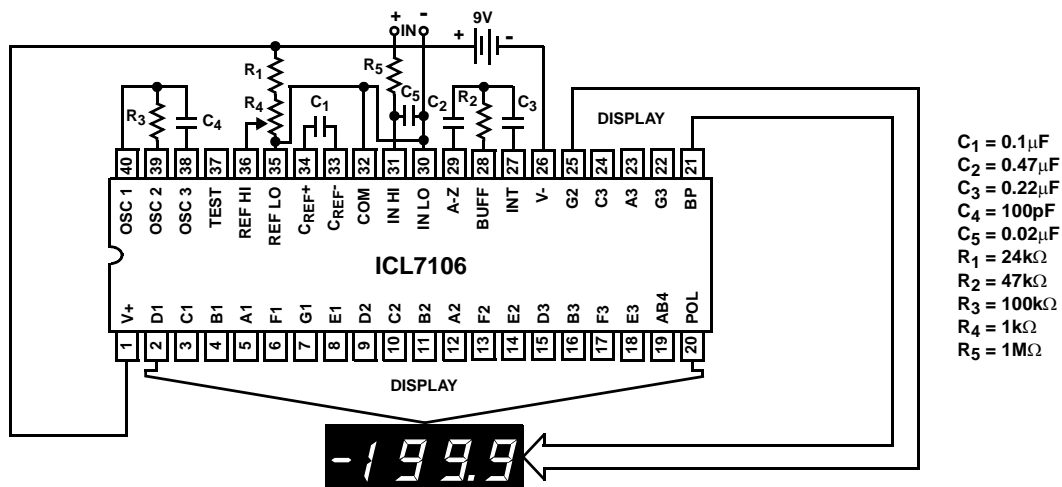 + - 9V
IN + -
R1 R5
R4 C1 C5 C2 R2 C3
R3 C4
DISPLAY
40 39 38 37 36 35 34 33 32 31 30 29 28 27 26 25 24 23 22 21
OSC 1 OSC 2 OSC 3 TEST REF HI REF LO CREF+ CREF- COM IN HI IN LO A-Z BUFF INT V- G2 C3 A3 G3 BP
ICL7106
V+ D1 C1 B1 A1 F1 G1 E1 D2 C2 B2 A2 F2 E2 D3 B3 F3 E3 AB4 POL
1 2 3 4 5 6 7 8 9 10 11 12 13 14 15 16 17 18 19 20
DISPLAY
-199.9
C1 = 0.1μF
C2 = 0.47μF
C3 = 0.22μF
C4 = 100pF
C5 = 0.02μF
R1 = 24kΩ
R2 = 47kΩ
R3 = 100kΩ
R4 = 1kΩ
R5 = 1MΩ